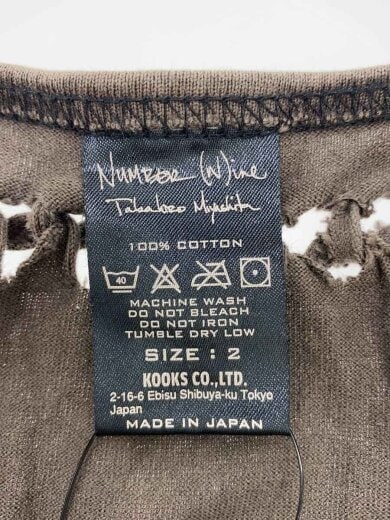 NUMBER (N)ine
Takahiro Miyashita
100% COTTON
40
MACHINE WASH
DO NOT BLEACH
DO NOT IRON
TUMBLE DRY LOW
SIZE : 2
KOOKS CO.,LTD.
2-16-6 Ebisu Shibuya-ku Tokyo
Japan
MADE IN JAPAN